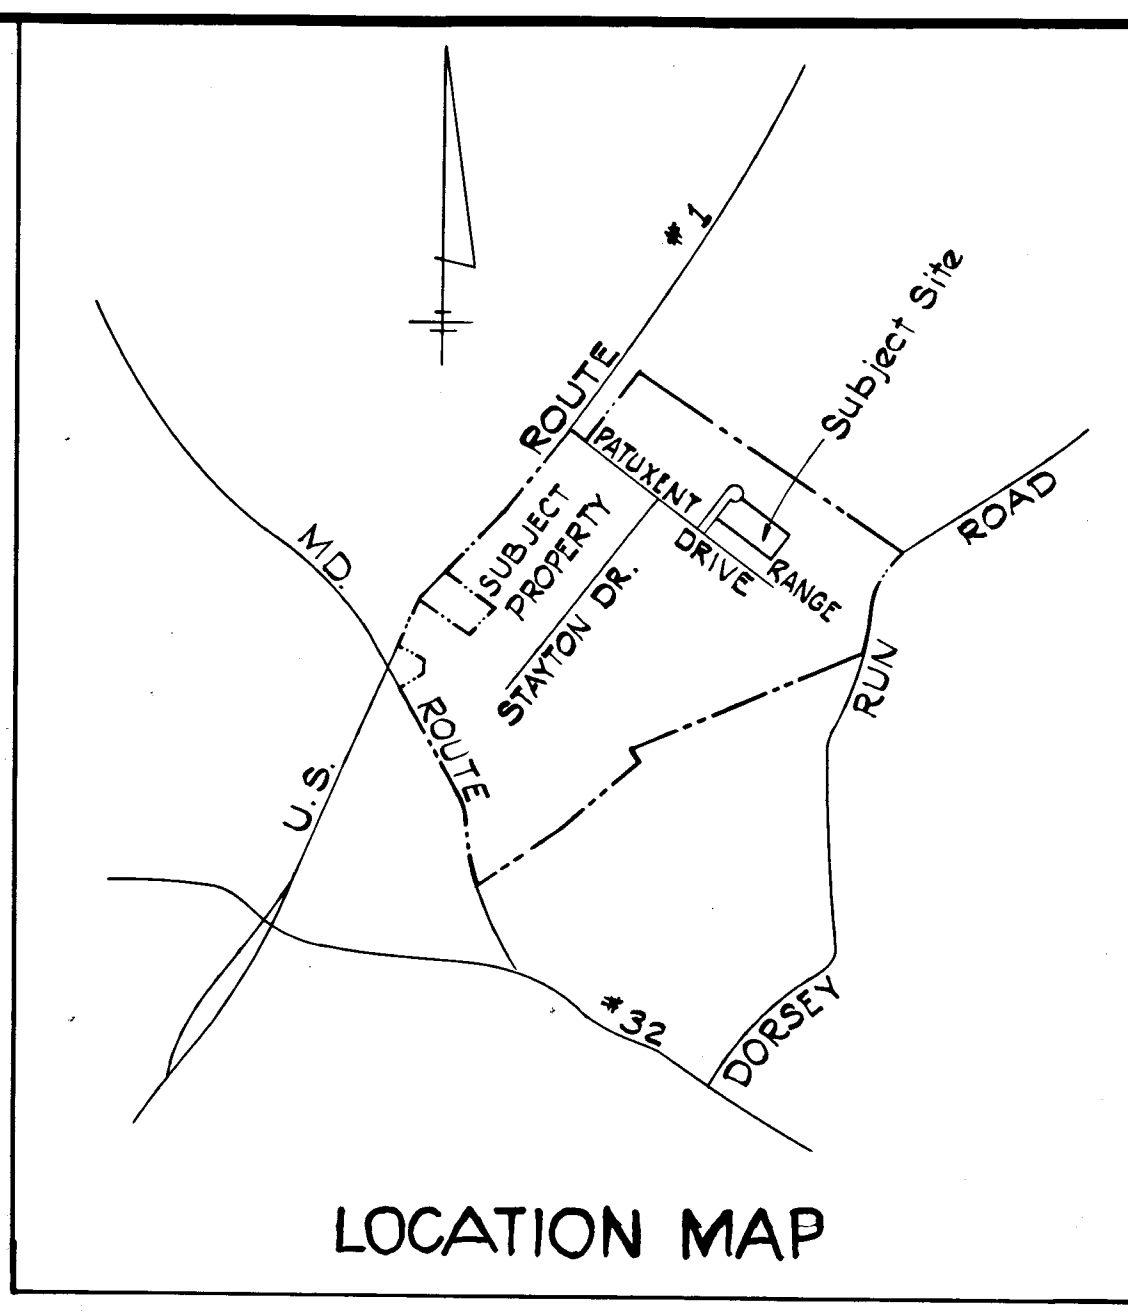 U.S. ROUTE #1
Subject Site
PATUXENT RANGE
DRIVE
SUBJECT
PROPERTY
STAYTON DR.
MD. ROUTE #32
DORSEY RUN ROAD
LOCATION MAP